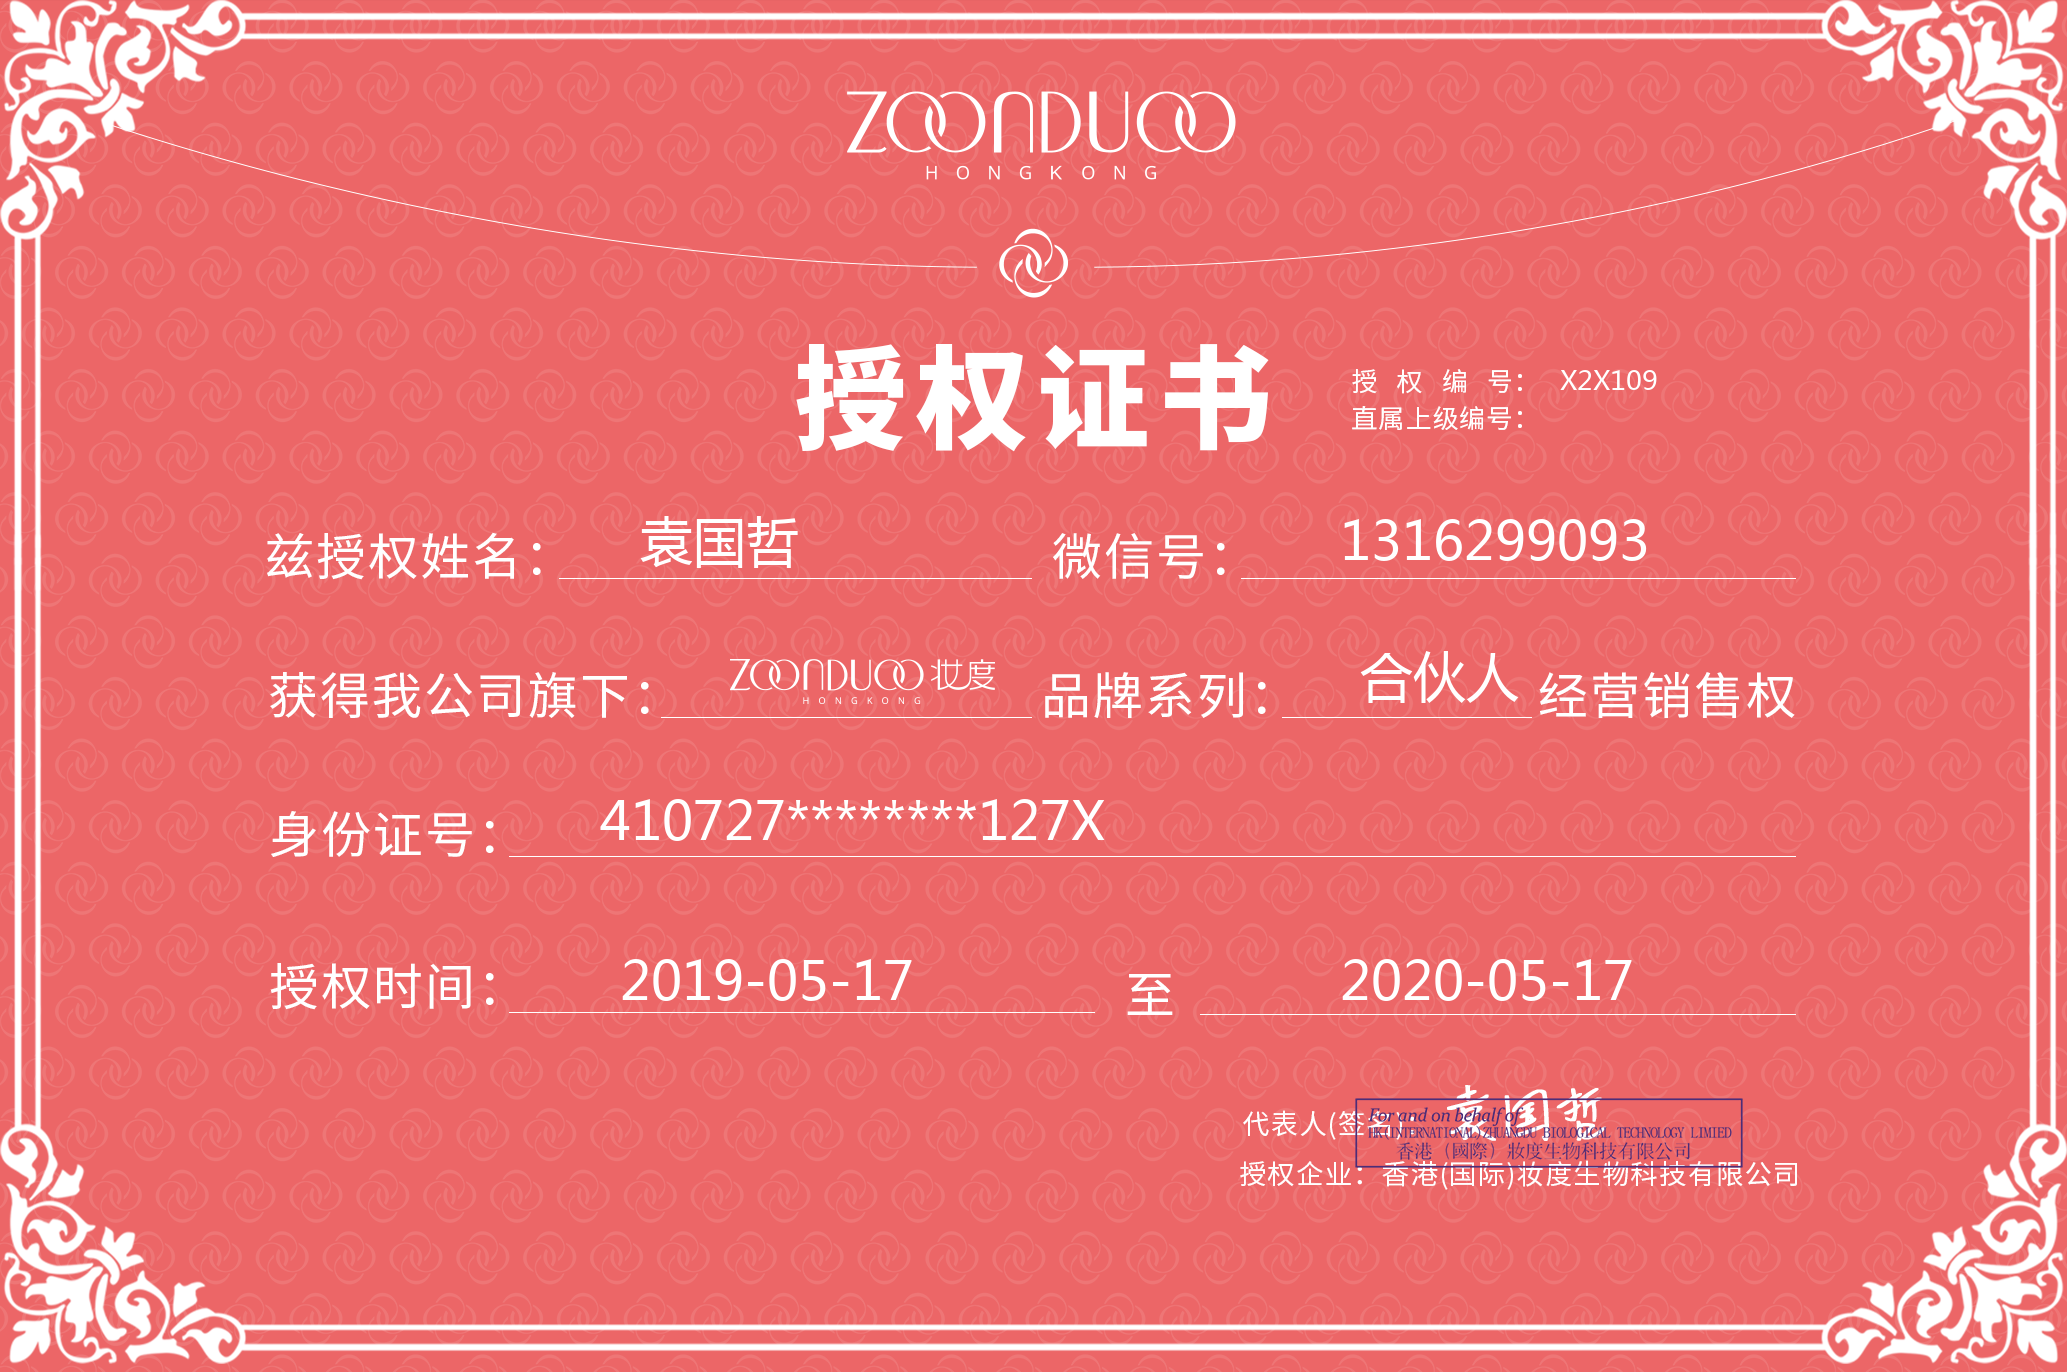 ZOONDUOO
HONGKONG
授权证书
授权编号： X2X109
直属上级编号：
兹授权姓名： 袁国哲 微信号： 1316299093
获得我公司旗下： ZOONDUOO 妆度 HONGKONG 品牌系列： 合伙人 经营销售权
身份证号： 410727********127X
授权时间： 2019-05-17 至 2020-05-17
代表人(签名) 袁国哲
For and on behalf of
HK(INTERNATIONAL)ZHUANGDU BIOLOGICAL TECHNOLOGY LIMIED
香港（國際）妝度生物科技有限公司
授权企业：香港(国际)妆度生物科技有限公司